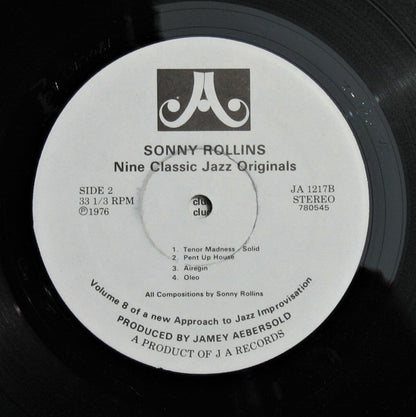 SONNY ROLLINS
Nine Classic Jazz Originals
SIDE 2
33 1/3 RPM
℗1976
JA 1217B
STEREO
780545
clu
clu
1. Tenor Madness - Solid
2. Pent Up House
3. Airegin
4. Oleo
All Compositions by Sonny Rollins
Volume 8 of a new Approach to Jazz Improvisation
PRODUCED BY JAMEY AEBERSOLD
A PRODUCT OF J A RECORDS